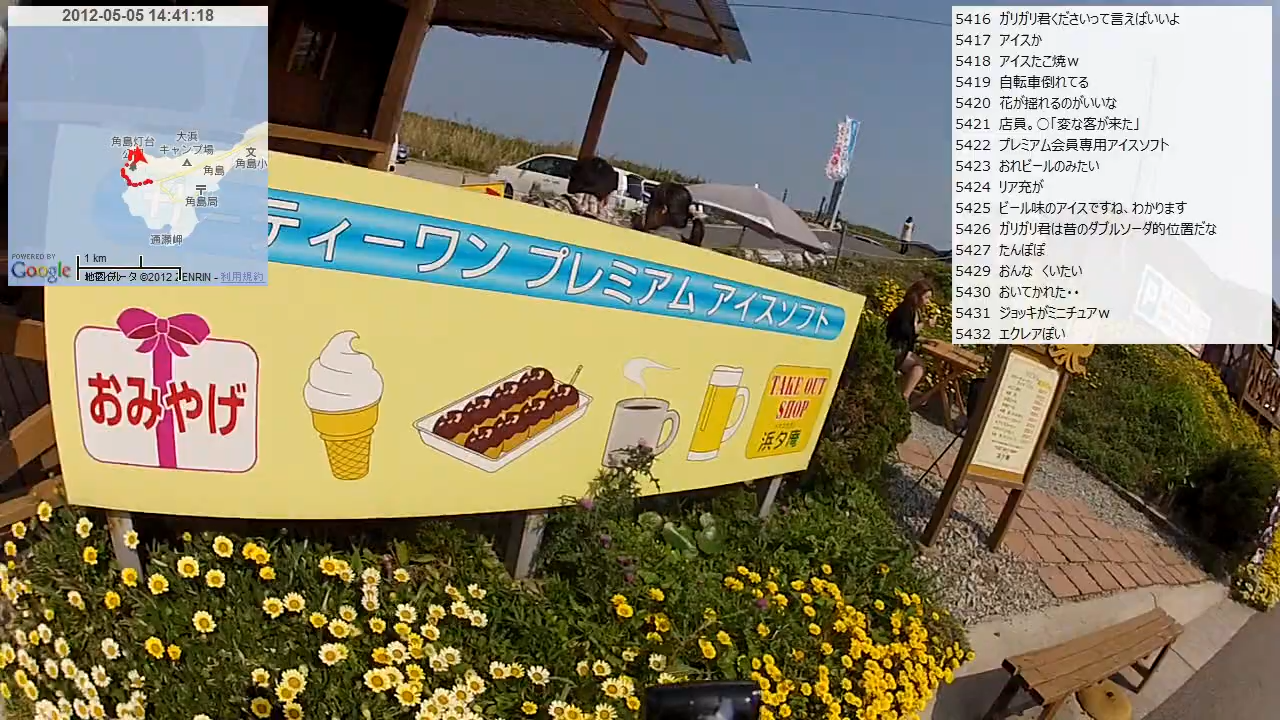 2012-05-05 14:41:18
角島灯台
公
大浜
キャンプ場
文
角島小
角島
角島局
通瀬岬
POWERED BY
Google
1 km
地図データ ©2012 ZENRIN - 利用規約
5416 ガリガリ君くださいって言えばいいよ
5417 アイスか
5418 アイスたこ焼w
5419 自転車倒れてる
5420 花が揺れるのがいいな
5421 店員。○「変な客が来た」
5422 プレミアム会員専用アイスソフト
5423 おれビールのみたい
5424 リア充が
5425 ビール味のアイスですね、わかります
5426 ガリガリ君は昔のダブルソーダ的位置だな
5427 たんぽぽ
5429 おんな くいたい
5430 おいてかれた・・
5431 ジョッキがミニチュアw
5432 エクレアぽい
ティーワン プレミアム アイスソフト
おみやげ
TAKE OUT
SHOP
浜夕庵
P